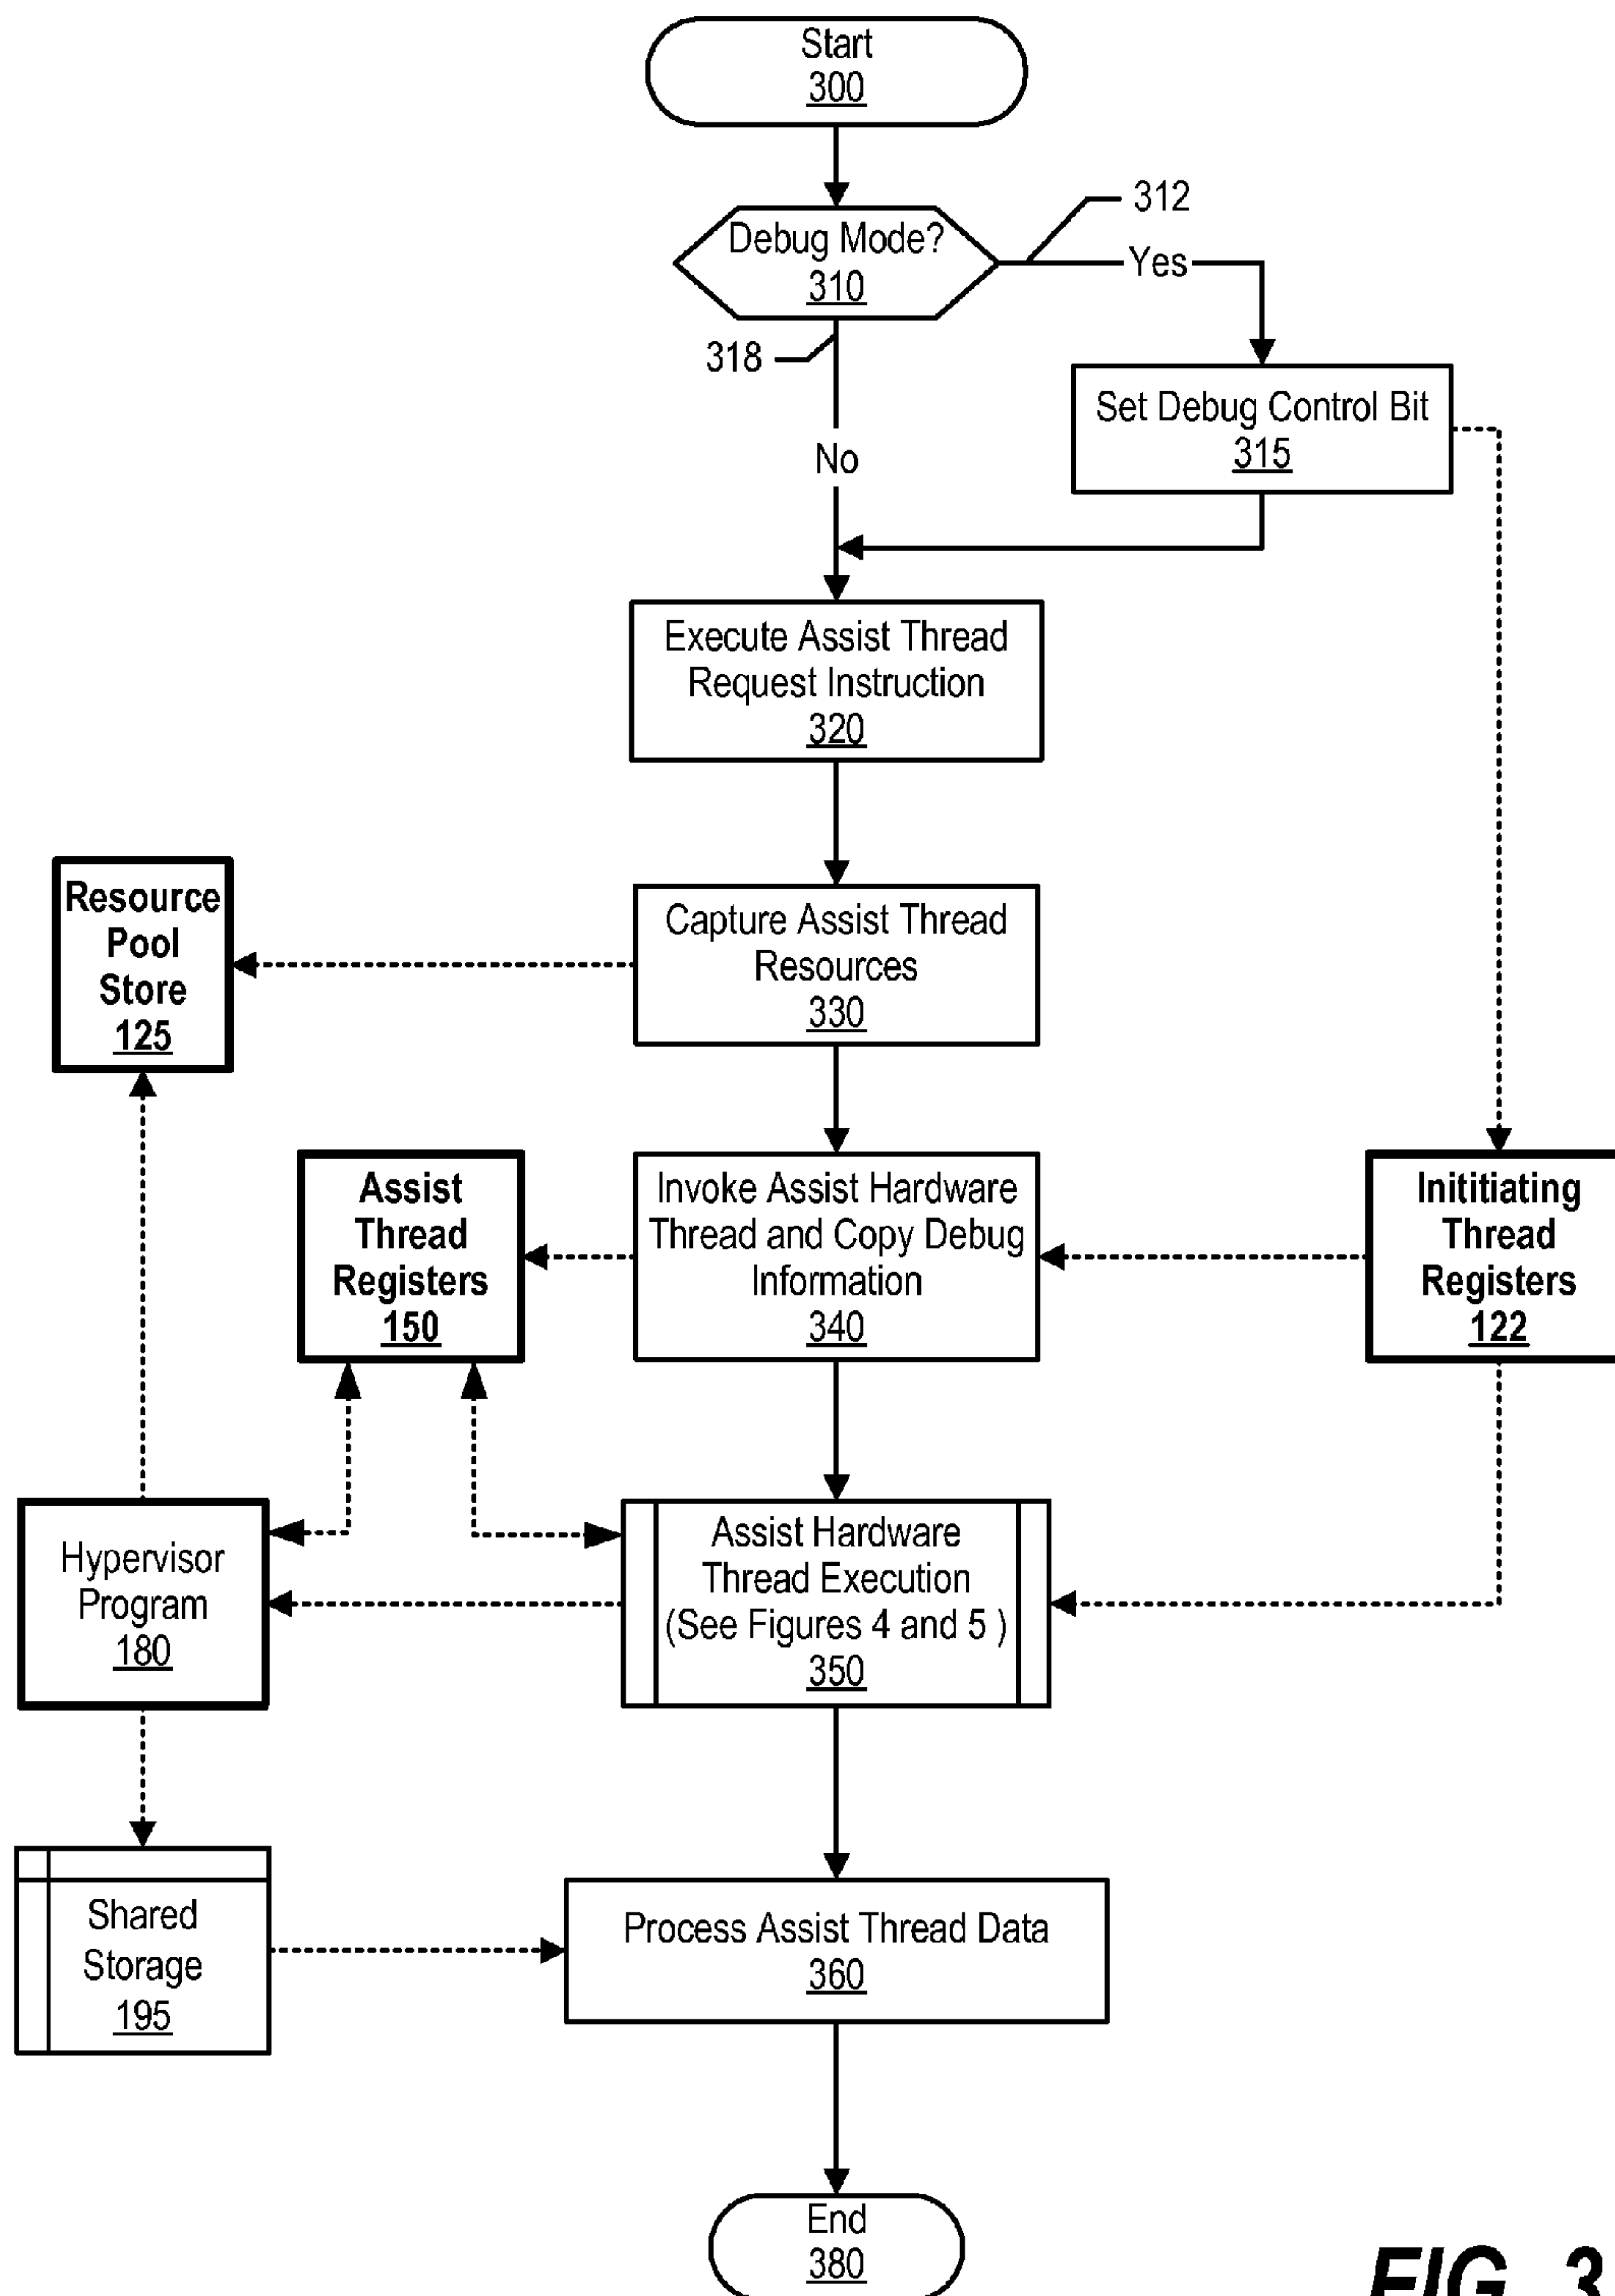 Start
300
312
Debug Mode?
310
Yes
318
Set Debug Control Bit
315
No
Execute Assist Thread
Request Instruction
320
Resource
Pool
Store
125
Capture Assist Thread
Resources
330
Assist
Thread
Registers
150
Invoke Assist Hardware
Thread and Copy Debug
Information
340
Inititiating
Thread
Registers
122
Hypervisor
Program
180
Assist Hardware
Thread Execution
(See Figures 4 and 5 )
350
Shared
Storage
195
Process Assist Thread Data
360
End
380
FIG. 3